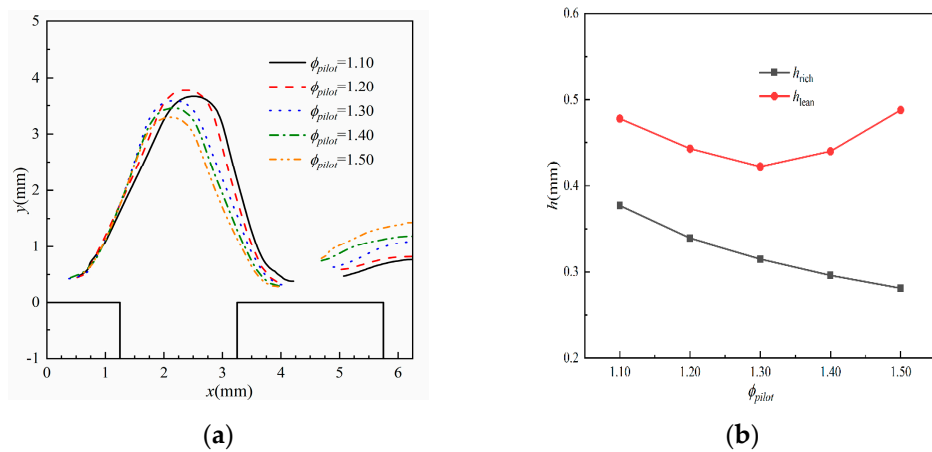 5
4
3
2
1
0
-1
y(mm)
ϕpilot=1.10
ϕpilot=1.20
ϕpilot=1.30
ϕpilot=1.40
ϕpilot=1.50
0 1 2 3 4 5 6
x(mm)
(a)
0.6
0.5
0.4
0.3
0.2
h(mm)
hrich
hlean
1.10 1.20 1.30 1.40 1.50
ϕpilot
(b)